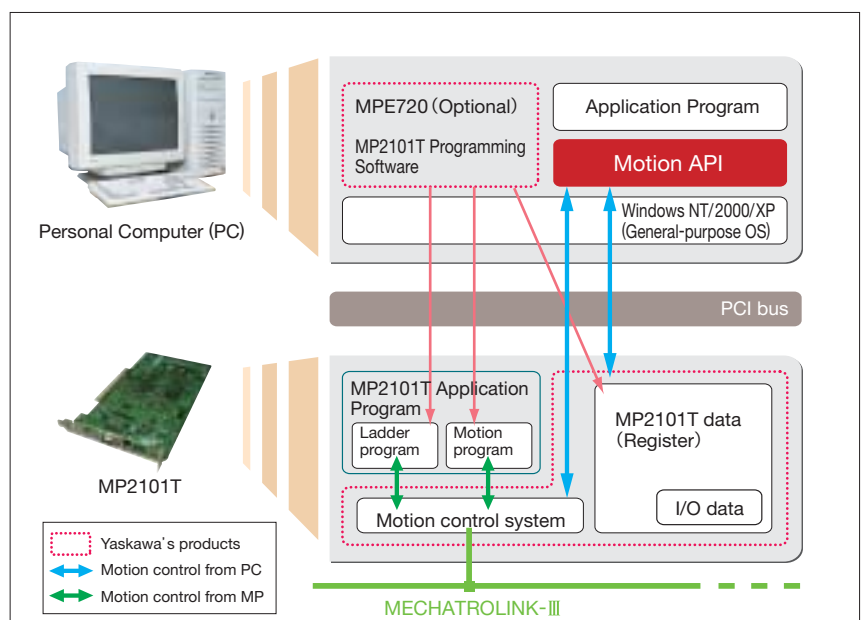 MPE720 (Optional)
MP2101T Programming
Software
Application Program
Motion API
Windows NT/2000/XP
(General-purpose OS)
Personal Computer (PC)
PCI bus
MP2101T Application
Program
Ladder
program
Motion
program
MP2101T data
(Register)
I/O data
Motion control system
MP2101T
Yaskawa's products
Motion control from PC
Motion control from MP
MECHATROLINK-Ⅲ